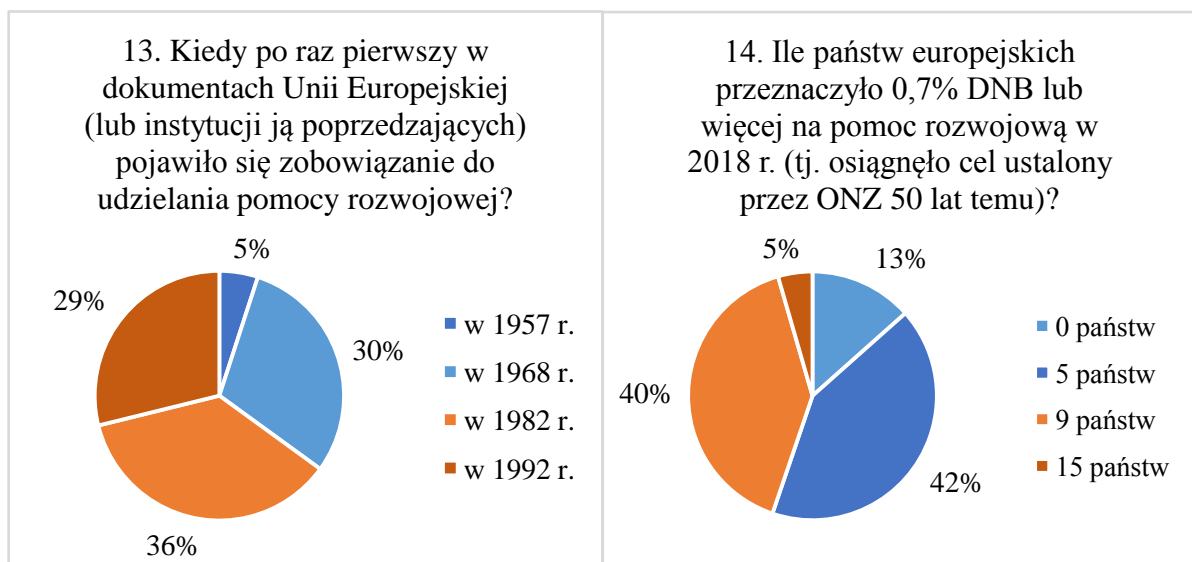 13. Kiedy po raz pierwszy w
dokumentach Unii Europejskiej
(lub instytucji ją poprzedzających)
pojawiło się zobowiązanie do
udzielania pomocy rozwojowej?
5%
29%
30%
36%
w 1957 r.
w 1968 r.
w 1982 r.
w 1992 r.
14. Ile państw europejskich
przeznaczyło 0,7% DNB lub
więcej na pomoc rozwojową w
2018 r. (tj. osiągnęło cel ustalony
przez ONZ 50 lat temu)?
5%
13%
40%
42%
0 państw
5 państw
9 państw
15 państw